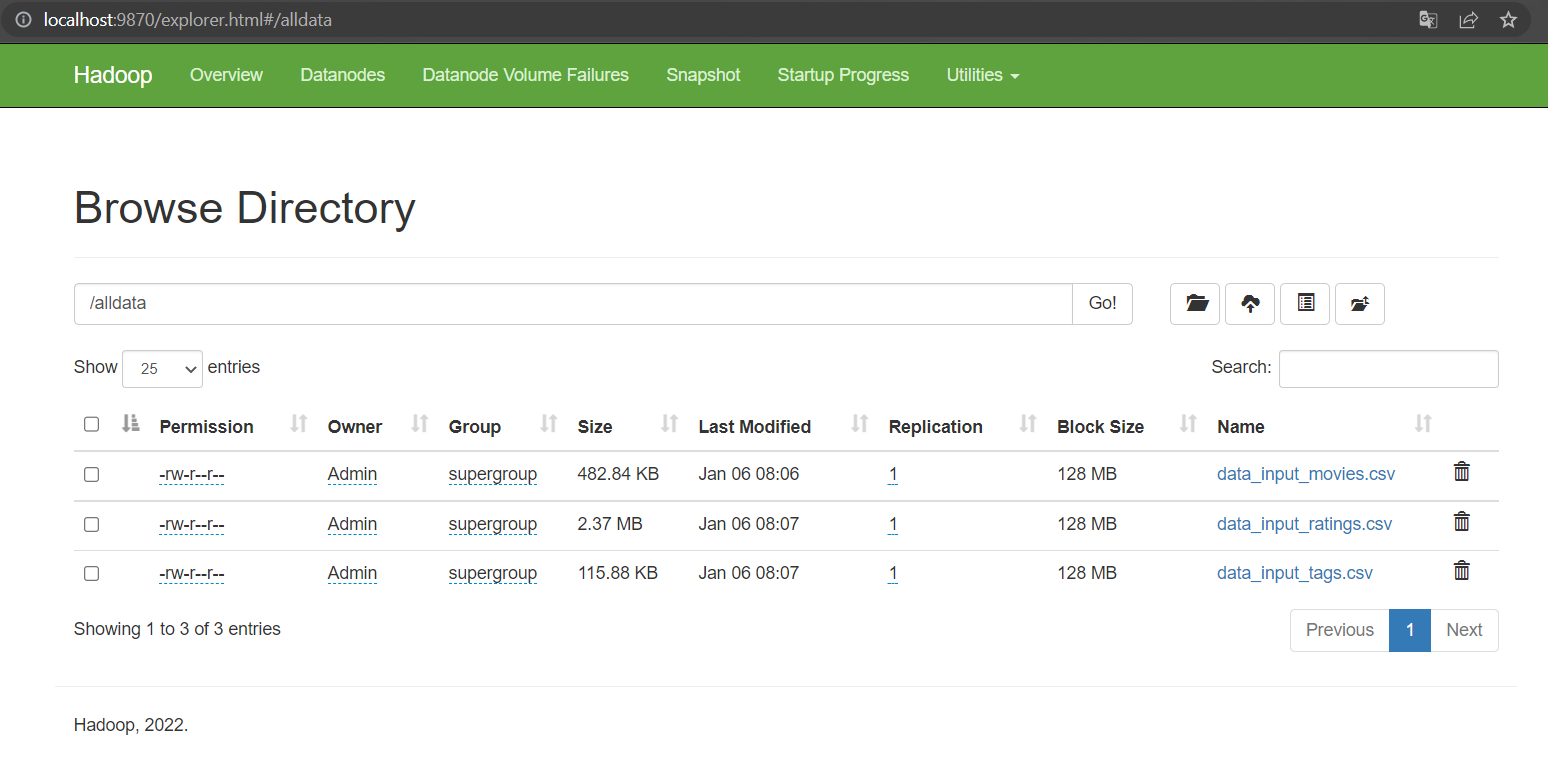 localhost:9870/explorer.html#/alldata
Hadoop Overview Datanodes Datanode Volume Failures Snapshot Startup Progress Utilities
Browse Directory
/alldata Go!
Show 25 entries Search:
Permission Owner Group Size Last Modified Replication Block Size Name
-rw-r--r-- Admin supergroup 482.84 KB Jan 06 08:06 1 128 MB data_input_movies.csv
-rw-r--r-- Admin supergroup 2.37 MB Jan 06 08:07 1 128 MB data_input_ratings.csv
-rw-r--r-- Admin supergroup 115.88 KB Jan 06 08:07 1 128 MB data_input_tags.csv
Showing 1 to 3 of 3 entries Previous 1 Next
Hadoop, 2022.